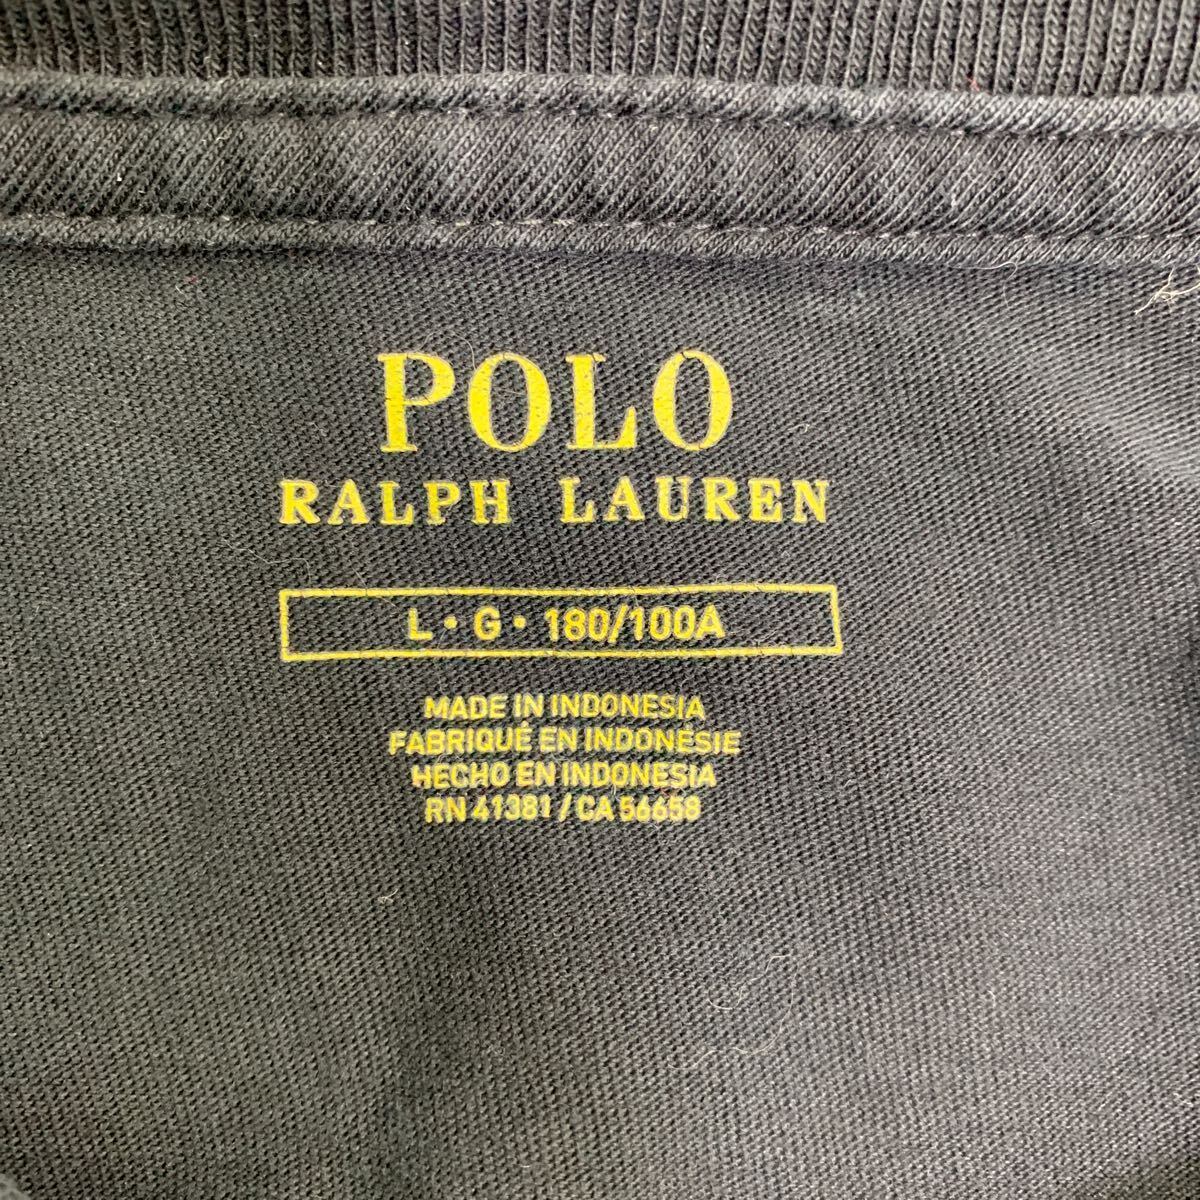 POLO
RALPH LAUREN
L • G • 180/100A
MADE IN INDONESIA
FABRIQUÉ EN INDONÉSIE
HECHO EN INDONESIA
RN 41381 / CA 56658